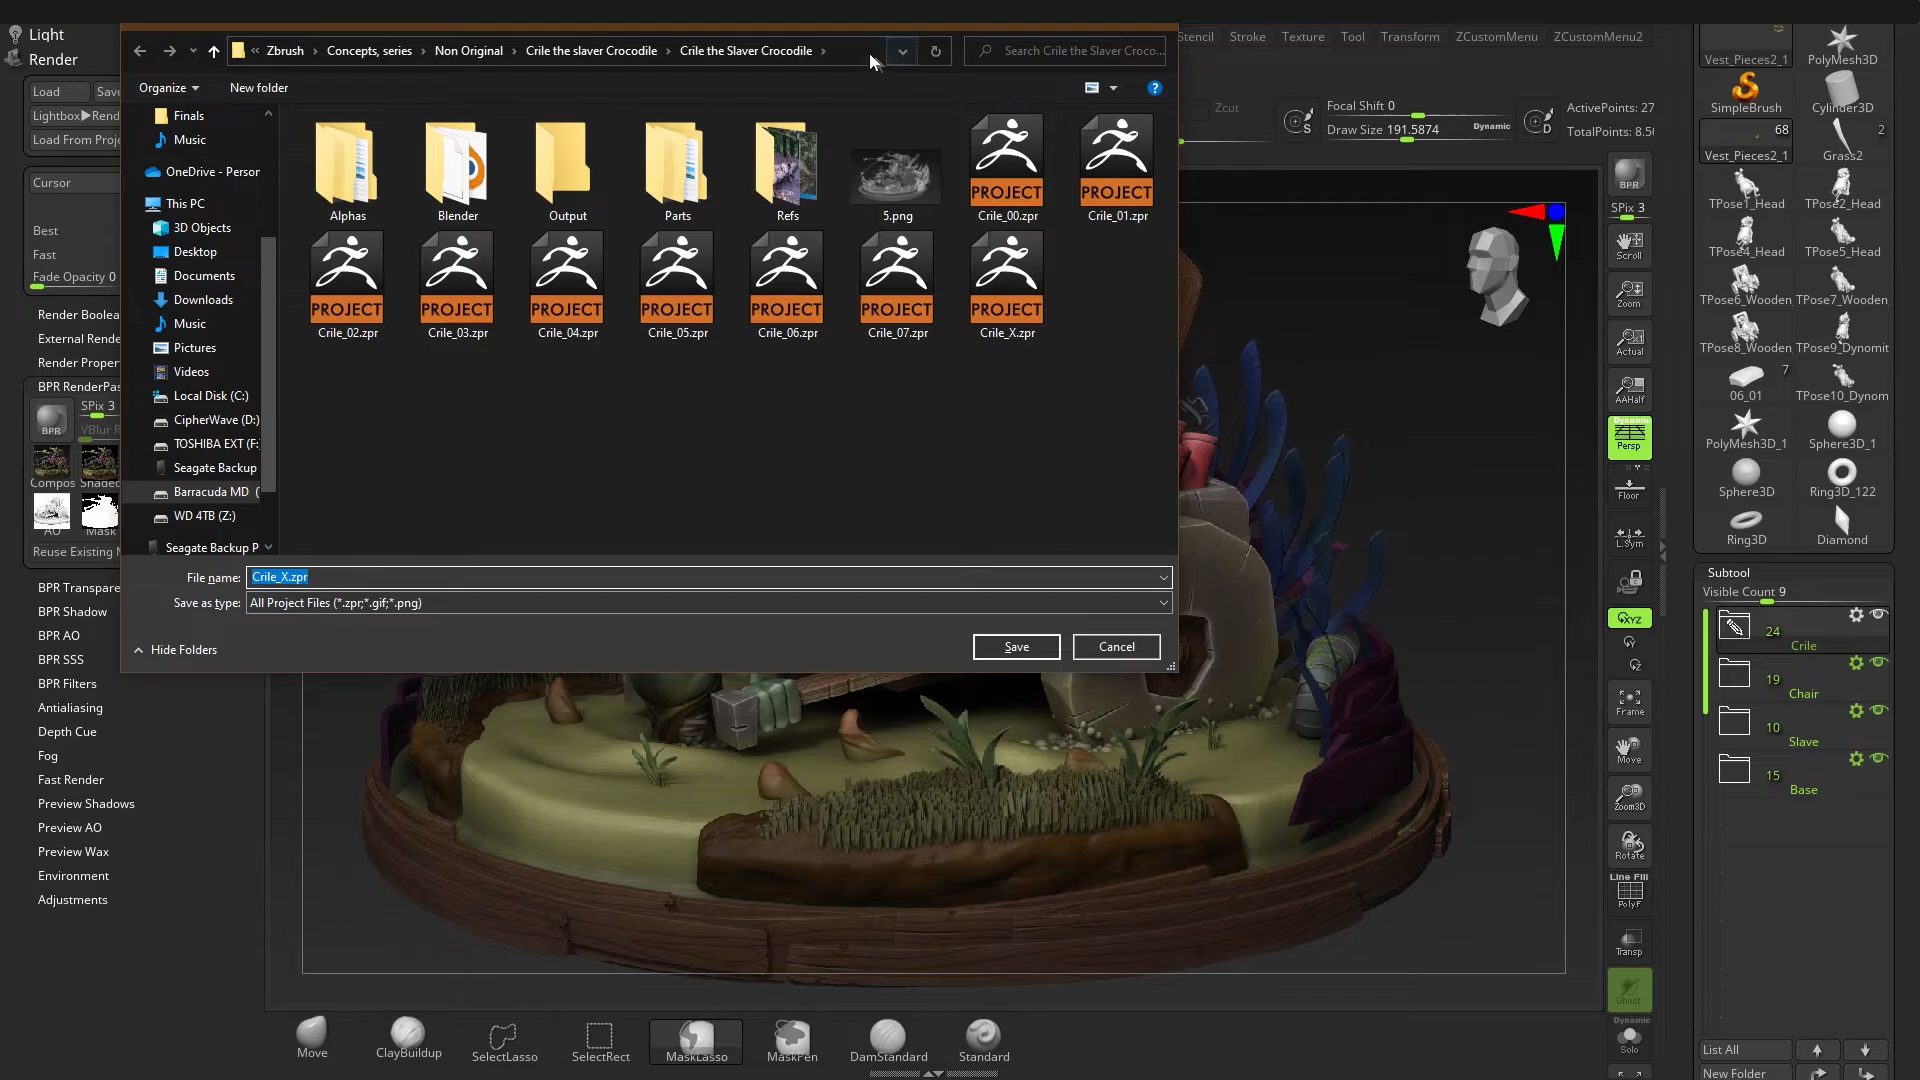 Light
Render
Load
Save
Lightbox▶Rend
Load From Proje
Cursor
Best
Fast
Fade Opacity 0
Render Boolea
External Rende
Render Proper
BPR RenderPas
SPix 3
VBlur R
BPR
Compos
Shaded
AO
Mask
Reuse Existing M
BPR Transpare
BPR Shadow
BPR AO
BPR SSS
BPR Filters
Antialiasing
Depth Cue
Fog
Fast Render
Preview Shadows
Preview AO
Preview Wax
Environment
Adjustments
« Zbrush › Concepts, series › Non Original › Crile the slaver Crocodile › Crile the Slaver Crocodile ›
Search Crile the Slaver Croco...
Organize
New folder
Finals
Music
OneDrive - Person
This PC
3D Objects
Desktop
Documents
Downloads
Music
Pictures
Videos
Local Disk (C:)
CipherWave (D:)
TOSHIBA EXT (F:
Seagate Backup
Barracuda MD (
WD 4TB (Z:)
Seagate Backup P
Alphas
Blender
Output
Parts
Refs
5.png
PROJECT
Crile_00.zpr
PROJECT
Crile_01.zpr
PROJECT
Crile_02.zpr
PROJECT
Crile_03.zpr
PROJECT
Crile_04.zpr
PROJECT
Crile_05.zpr
PROJECT
Crile_06.zpr
PROJECT
Crile_07.zpr
PROJECT
Crile_X.zpr
File name: Crile_X.zpr
Save as type: All Project Files (*.zpr;*.gif;*.png)
Hide Folders
Save
Cancel
Stencil Stroke Texture Tool Transform ZCustomMenu ZCustomMenu2
Zcut
S
Focal Shift 0
Draw Size 191.5874
Dynamic
D
ActivePoints: 27
TotalPoints: 8.50
BPR
SPix 3
Scroll
Zoom
Actual
AAHalf
Dynamic
Persp
Floor
L.Sym
XYZ
Frame
Move
Zoom3D
Rotate
Line Fill
PolyF
Transp
Ghost
Dynamic
Solo
Vest_Pieces2_1
PolyMesh3D
SimpleBrush
Cylinder3D
68
Vest_Pieces2_1
2
Grass2
TPose1_Head
TPose2_Head
TPose4_Head
TPose5_Head
TPose6_Wooden
TPose7_Wooden
TPose8_Wooden
TPose9_Dynomit
7
06_01
TPose10_Dynom
PolyMesh3D_1
Sphere3D_1
Sphere3D
Ring3D_122
Ring3D
Diamond
Subtool
Visible Count 9
24
Crile
19
Chair
10
Slave
15
Base
List All
New Folder
Move
ClayBuildup
SelectLasso
SelectRect
MaskLasso
MaskPen
DamStandard
Standard